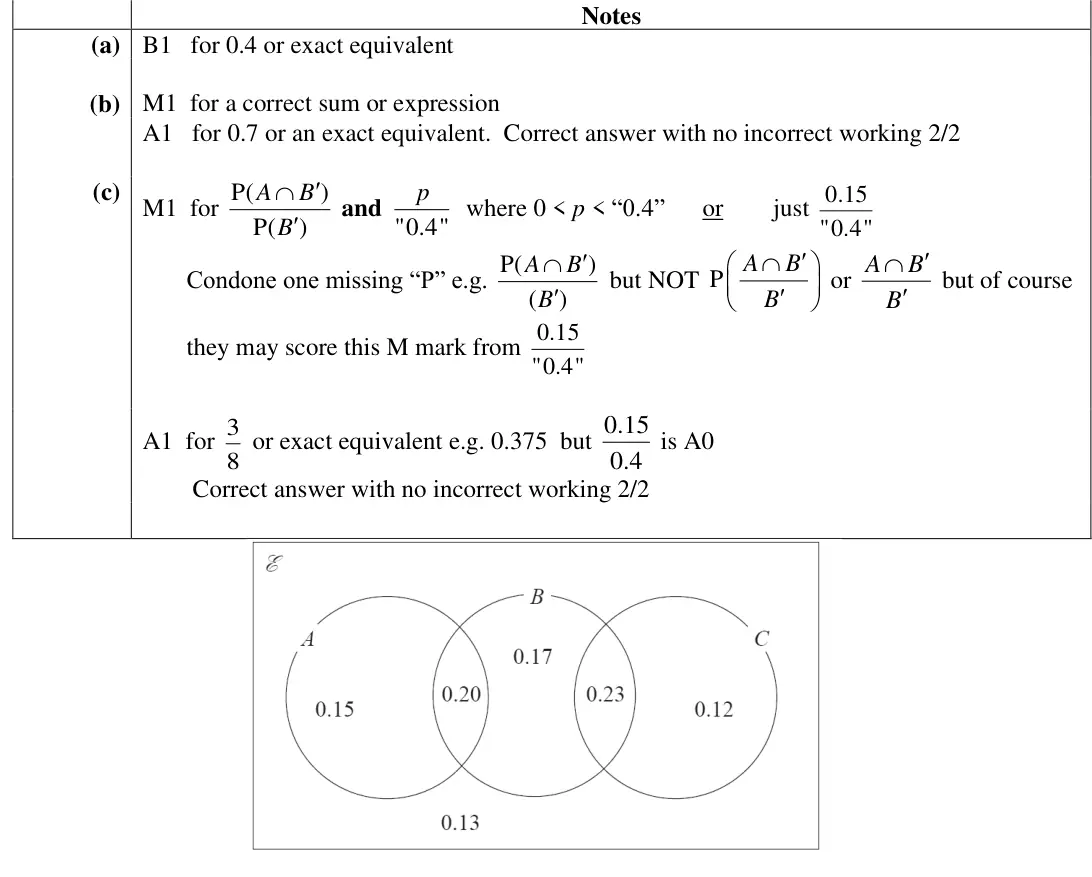 Notes
(a) B1 for 0.4 or exact equivalent
(b) M1 for a correct sum or expression
A1 for 0.7 or an exact equivalent. Correct answer with no incorrect working 2/2
(c) M1 for P(A ∩ B′)/P(B′) and p/"0.4" where 0 < p < “0.4” or just 0.15/"0.4"
Condone one missing “P” e.g. P(A ∩ B′)/(B′) but NOT P(A ∩ B′/B′) or A ∩ B′/B′ but of course
they may score this M mark from 0.15/"0.4"
A1 for 3/8 or exact equivalent e.g. 0.375 but 0.15/0.4 is A0
Correct answer with no incorrect working 2/2
ℰ
B
A C
0.17
0.20 0.23
0.15 0.12
0.13